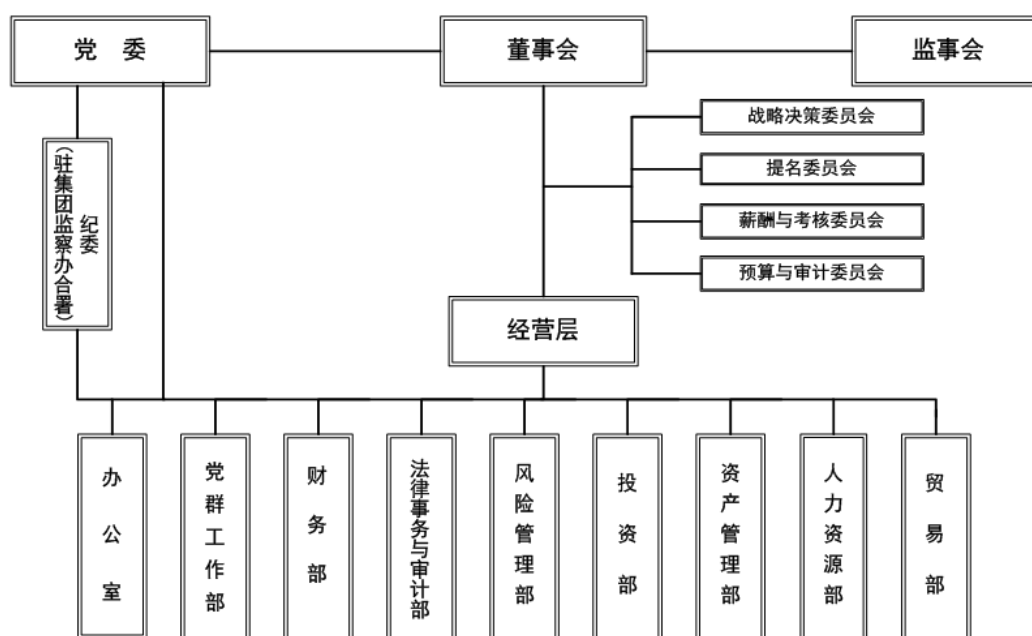 党 委
董事会
监事会
战略决策委员会
提名委员会
薪酬与考核委员会
预算与审计委员会
纪委
（驻集团监察办合署）
经营层
办公室
党群工作部
财务部
法律事务与审计部
风险管理部
投资部
资产管理部
人力资源部
贸易部